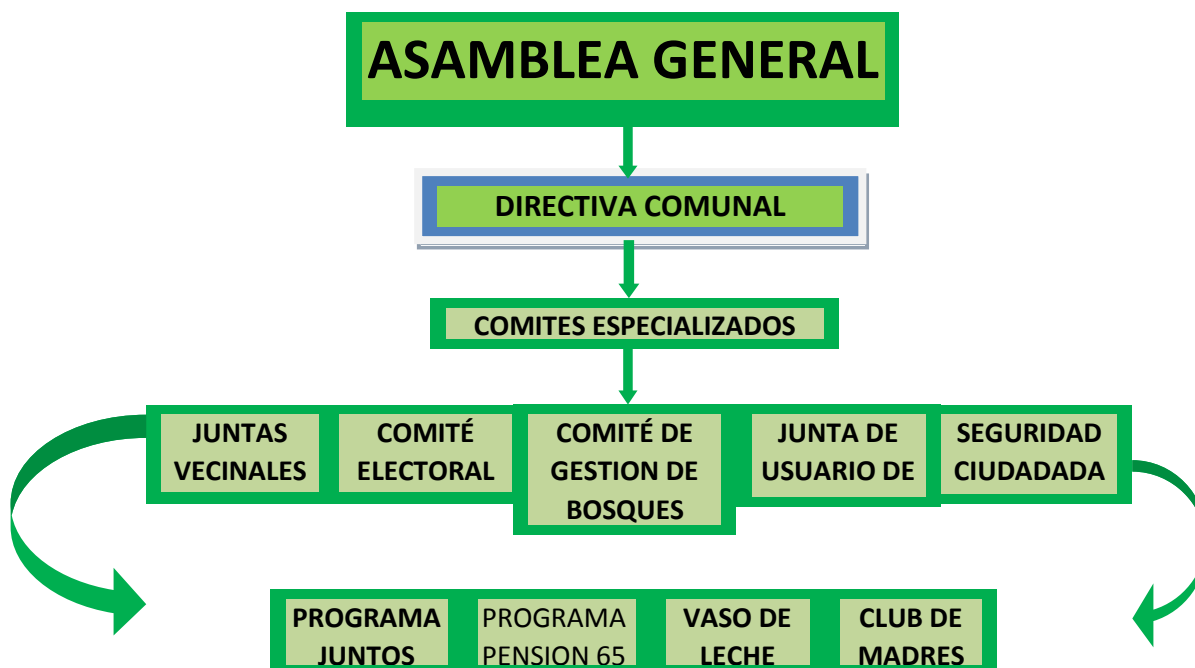 ASAMBLEA GENERAL
DIRECTIVA COMUNAL
COMITES ESPECIALIZADOS
JUNTAS
VECINALES
COMITÉ
ELECTORAL
COMITÉ DE
GESTION DE
BOSQUES
JUNTA DE
USUARIO DE
SEGURIDAD
CIUDADADA
PROGRAMA
JUNTOS
PROGRAMA
PENSION 65
VASO DE
LECHE
CLUB DE
MADRES